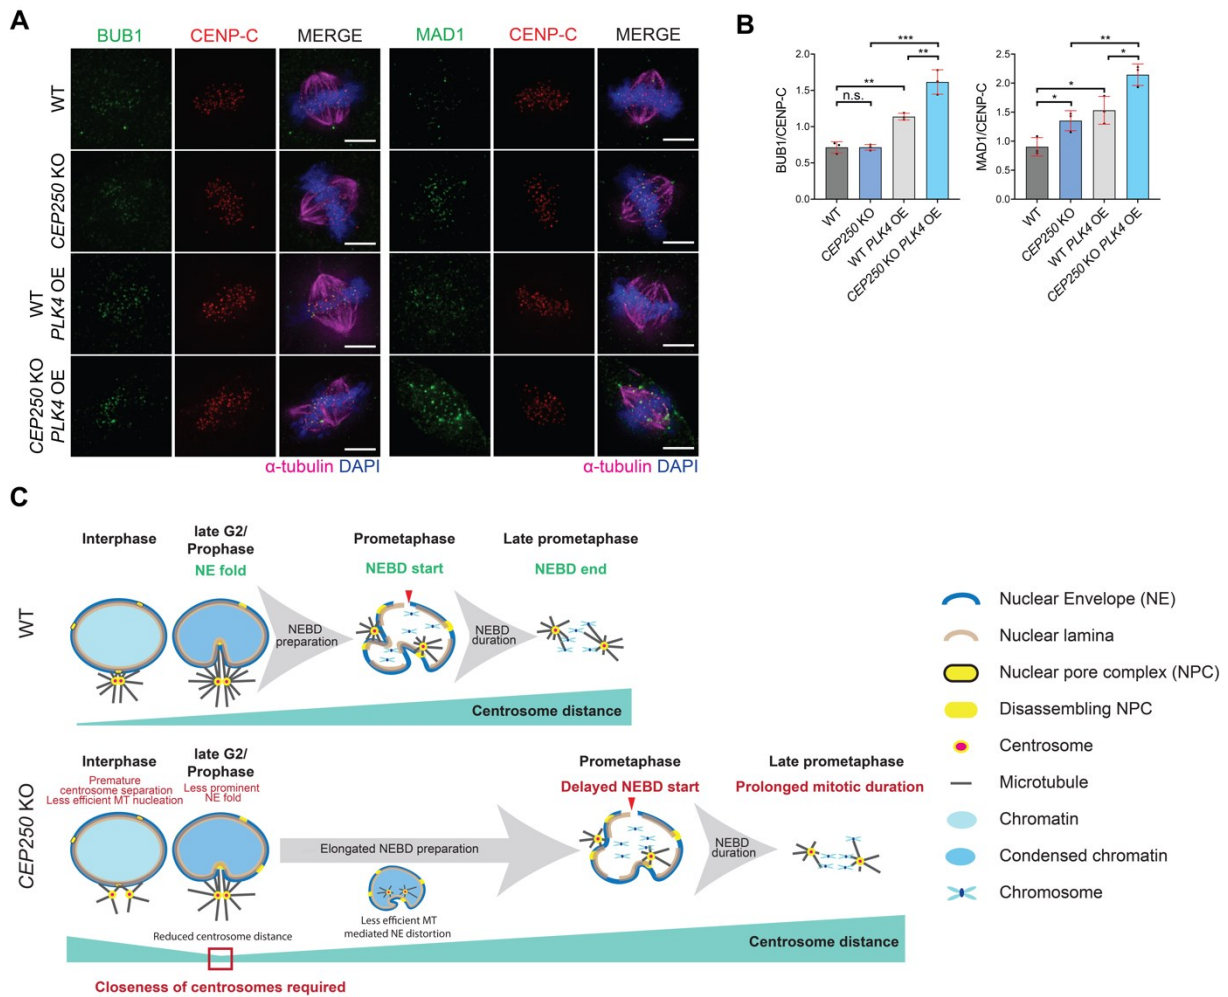 A
BUB1 CENP-C MERGE MAD1 CENP-C MERGE
WT
CEP250 KO
WT
PLK4 OE
CEP250 KO
PLK4 OE
α-tubulin DAPI α-tubulin DAPI
B
BUB1/CENP-C
2.0
1.5
1.0
0.5
0.0
n.s.
**
**
***
WT
CEP250 KO
WT PLK4 OE
CEP250 KO PLK4 OE
MAD1/CENP-C
2.5
2.0
1.5
1.0
0.5
0.0
*
*
*
**
WT
CEP250 KO
WT PLK4 OE
CEP250 KO PLK4 OE
C
WT
Interphase
late G2/
Prophase
NE fold
NEBD
preparation
Prometaphase
NEBD start
NEBD
duration
Late prometaphase
NEBD end
Centrosome distance
CEP250 KO
Interphase
Premature
centrosome separation
Less efficient MT nucleation
late G2/
Prophase
Less prominent
NE fold
Elongated NEBD preparation
Less efficient MT
mediated NE distortion
Prometaphase
Delayed NEBD start
NEBD
duration
Late prometaphase
Prolonged mitotic duration
Reduced centrosome distance
Centrosome distance
Closeness of centrosomes required
Nuclear Envelope (NE)
Nuclear lamina
Nuclear pore complex (NPC)
Disassembling NPC
Centrosome
Microtubule
Chromatin
Condensed chromatin
Chromosome